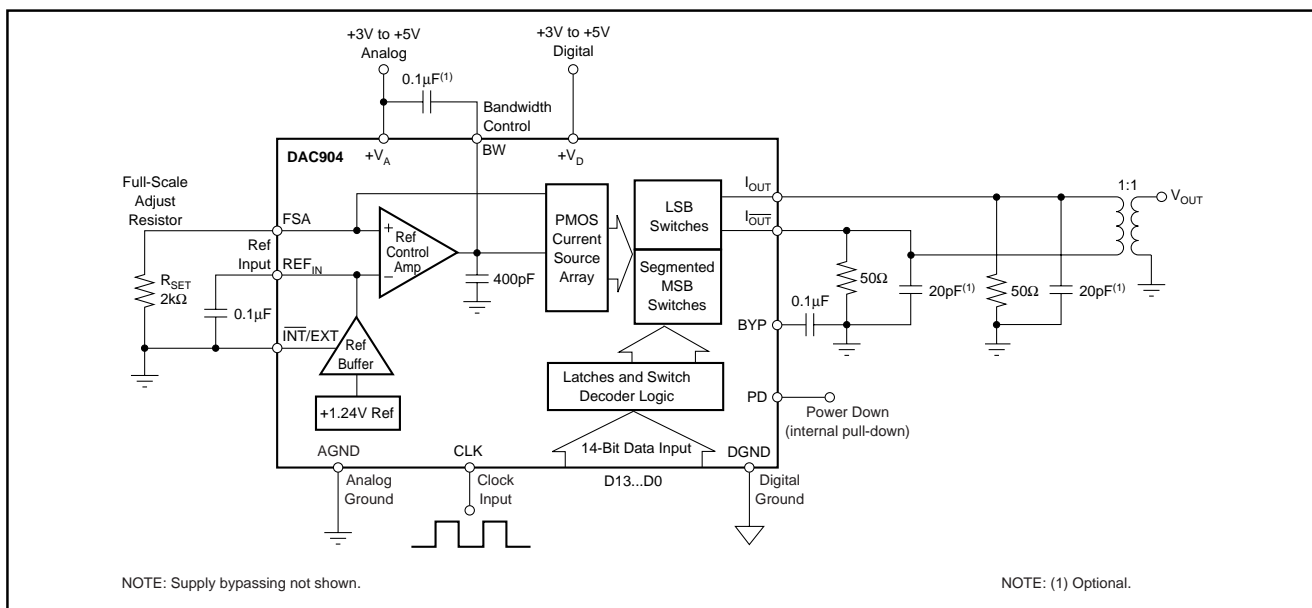 +3V to +5V
Analog
+3V to +5V
Digital
0.1µF(1)
Bandwidth
Control
DAC904
+VA
BW
+VD
Full-Scale
Adjust
Resistor
FSA
Ref
Input
REFIN
RSET
2kΩ
0.1µF
INT/EXT
+
–
Ref
Control
Amp
400pF
Ref
Buffer
+1.24V Ref
PMOS
Current
Source
Array
LSB
Switches
Segmented
MSB
Switches
Latches and Switch
Decoder Logic
14-Bit Data Input
IOUT
IOUT
BYP
0.1µF
50Ω
20pF(1)
50Ω
20pF(1)
1:1
VOUT
PD
Power Down
(internal pull-down)
AGND
Analog
Ground
CLK
Clock
Input
D13...D0
DGND
Digital
Ground
NOTE: Supply bypassing not shown.
NOTE: (1) Optional.